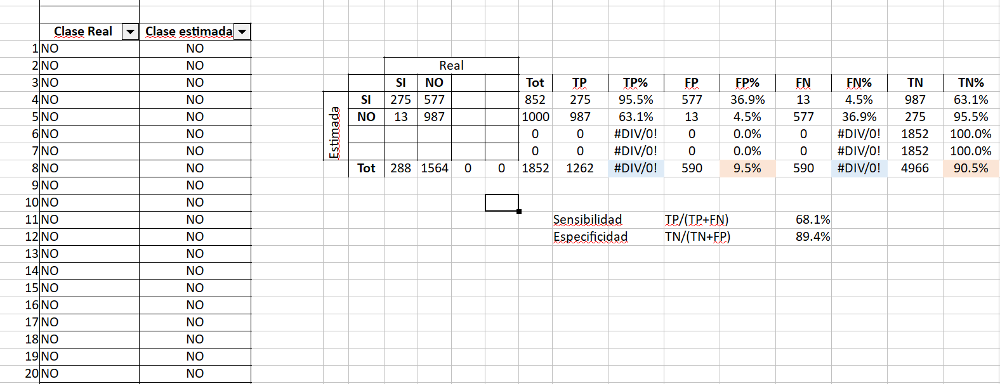 Clase Real Clase estimada
1 NO NO
2 NO NO Real
3 NO NO SI NO Tot TP TP% FP FP% FN FN% TN TN%
4 NO NO SI 275 577 852 275 95.5% 577 36.9% 13 4.5% 987 63.1%
5 NO NO NO 13 987 1000 987 63.1% 13 4.5% 577 36.9% 275 95.5%
Estimada
6 NO NO 0 0 #DIV/0! 0 0.0% 0 #DIV/0! 1852 100.0%
7 NO NO 0 0 #DIV/0! 0 0.0% 0 #DIV/0! 1852 100.0%
8 NO NO Tot 288 1564 0 0 1852 1262 #DIV/0! 590 9.5% 590 #DIV/0! 4966 90.5%
9 NO NO
10 NO NO
11 NO NO Sensibilidad TP/(TP+FN) 68.1%
12 NO NO Especificidad TN/(TN+FP) 89.4%
13 NO NO
14 NO NO
15 NO NO
16 NO NO
17 NO NO
18 NO NO
19 NO NO
20 NO NO